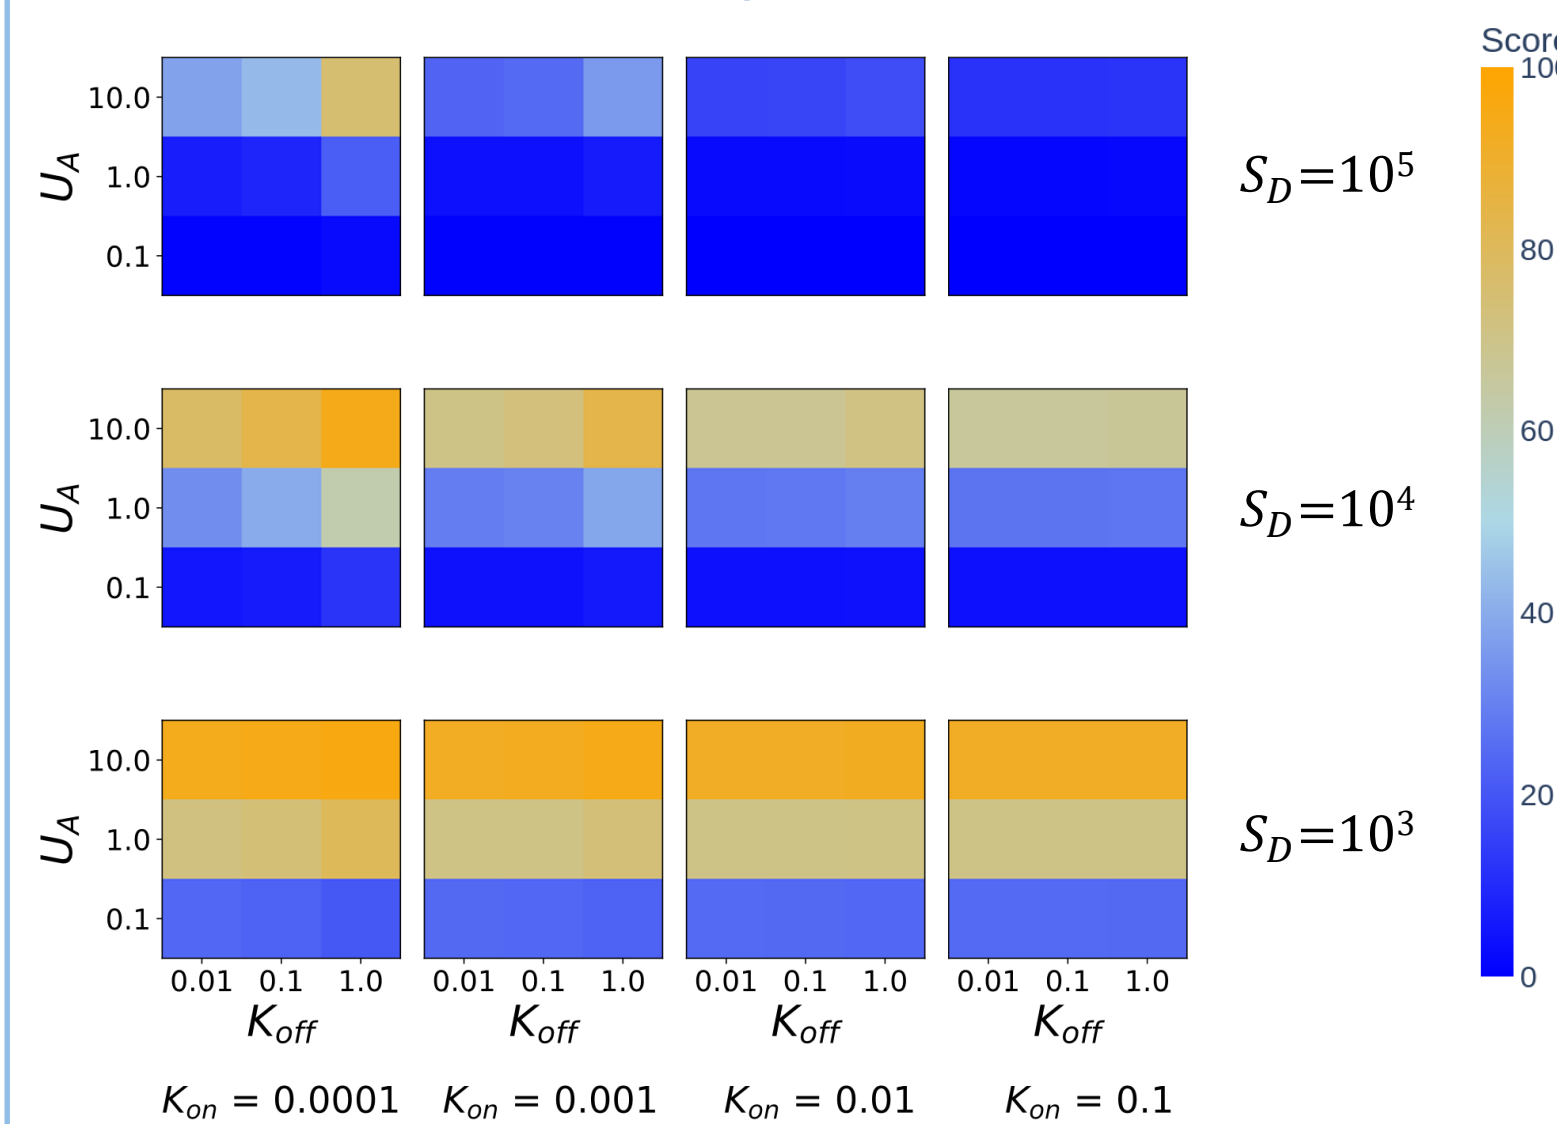 Score
100
10.0
1.0
0.1
U_A
S_D=10^5
80
10.0
1.0
0.1
U_A
S_D=10^4
60
40
10.0
1.0
0.1
U_A
S_D=10^3
20
0
0.01 0.1 1.0 0.01 0.1 1.0 0.01 0.1 1.0 0.01 0.1 1.0
K_off K_off K_off K_off
K_on = 0.0001 K_on = 0.001 K_on = 0.01 K_on = 0.1